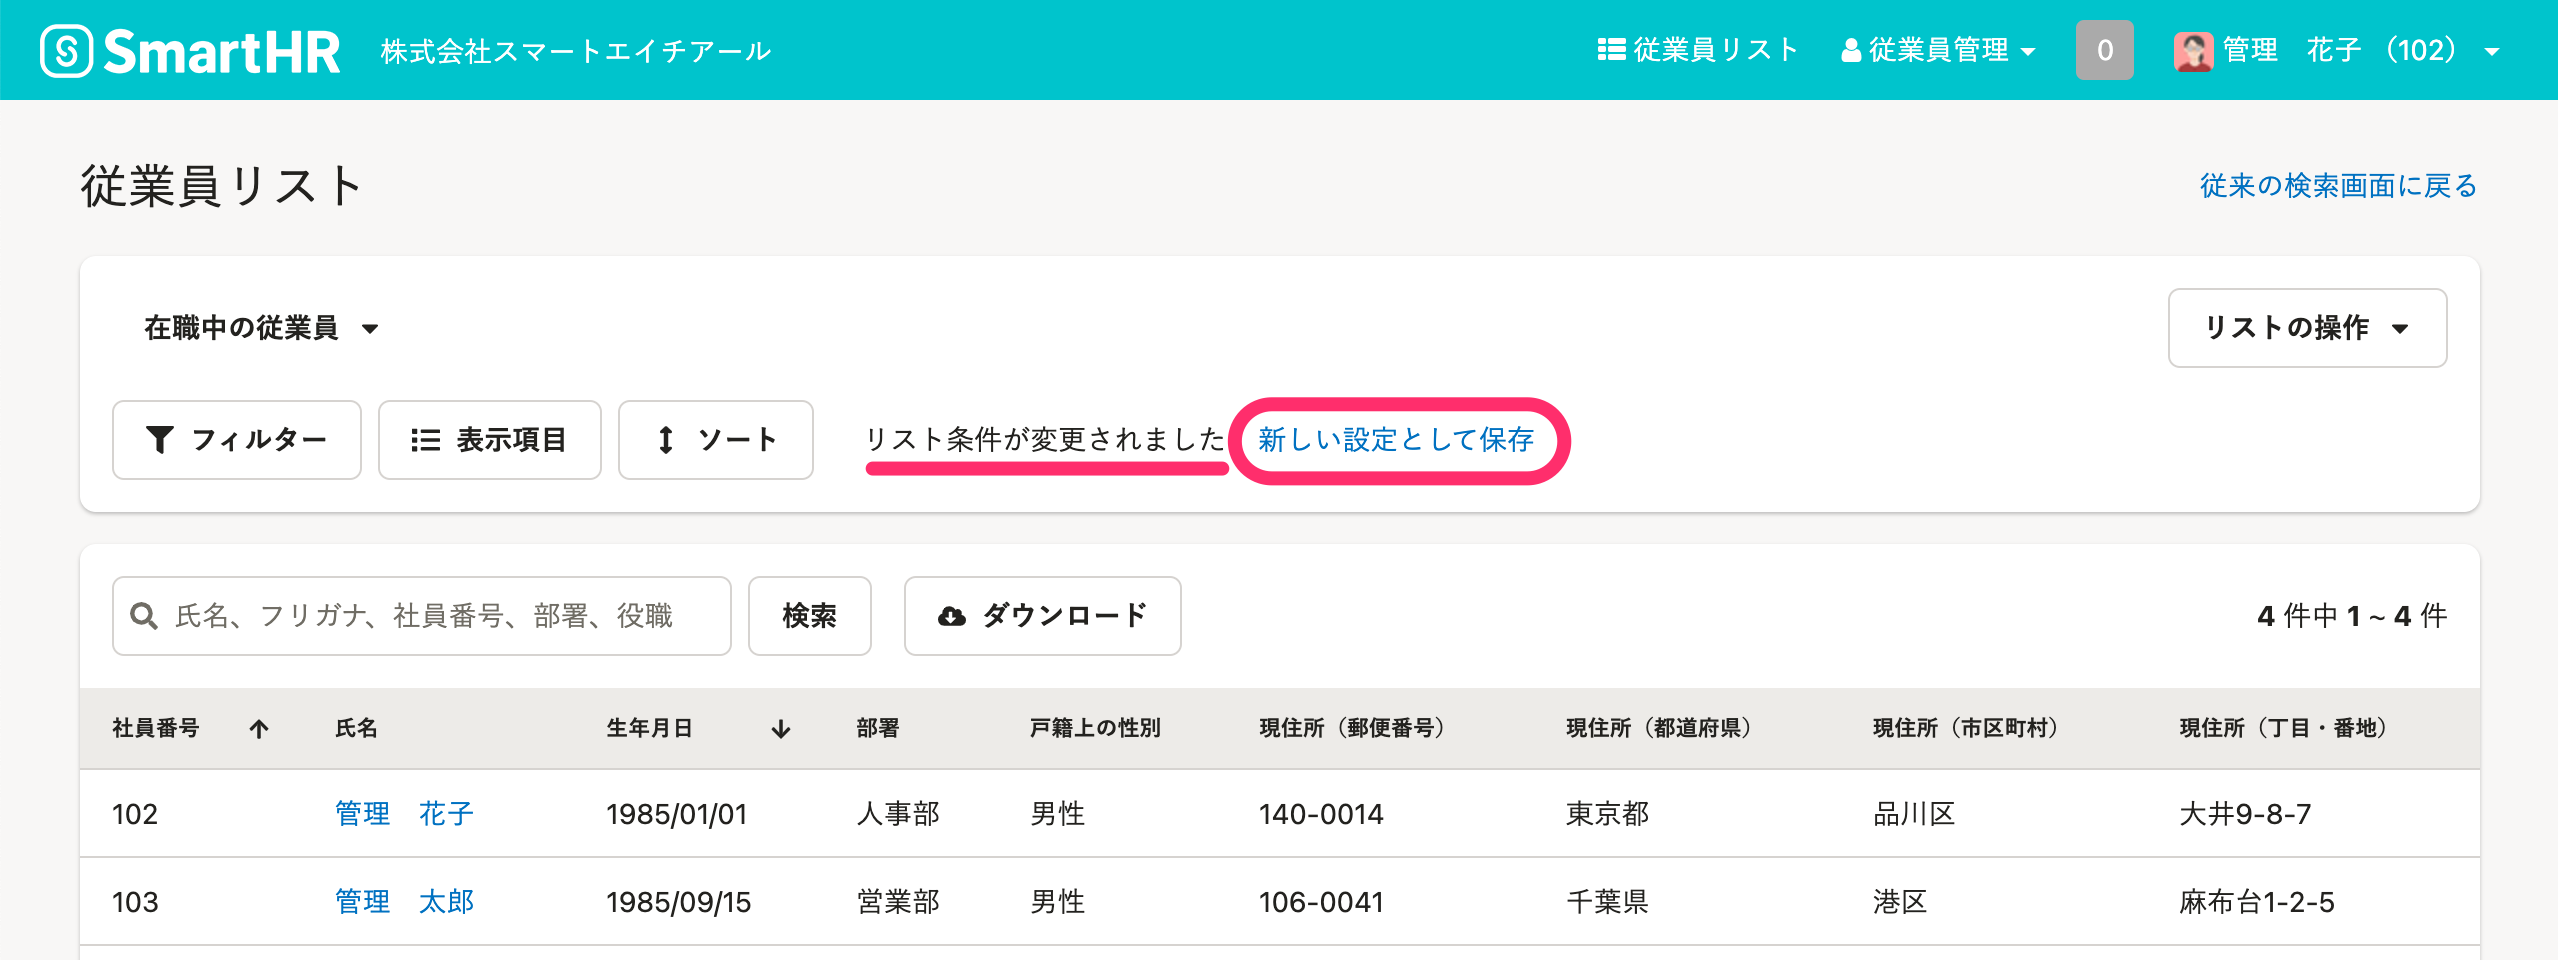 SmartHR 株式会社スマートエイチアール 従業員リスト 従業員管理 0 管理 花子 （102）
従業員リスト 従来の検索画面に戻る
在職中の従業員 リストの操作
フィルター 表示項目 ソート リスト条件が変更されました 新しい設定として保存
氏名、フリガナ、社員番号、部署、役職 検索 ダウンロード 4 件中 1 ~ 4 件
社員番号 氏名 生年月日 部署 戸籍上の性別 現住所（郵便番号） 現住所（都道府県） 現住所（市区町村） 現住所（丁目・番地）
102 管理 花子 1985/01/01 人事部 男性 140-0014 東京都 品川区 大井9-8-7
103 管理 太郎 1985/09/15 営業部 男性 106-0041 千葉県 港区 麻布台1-2-5